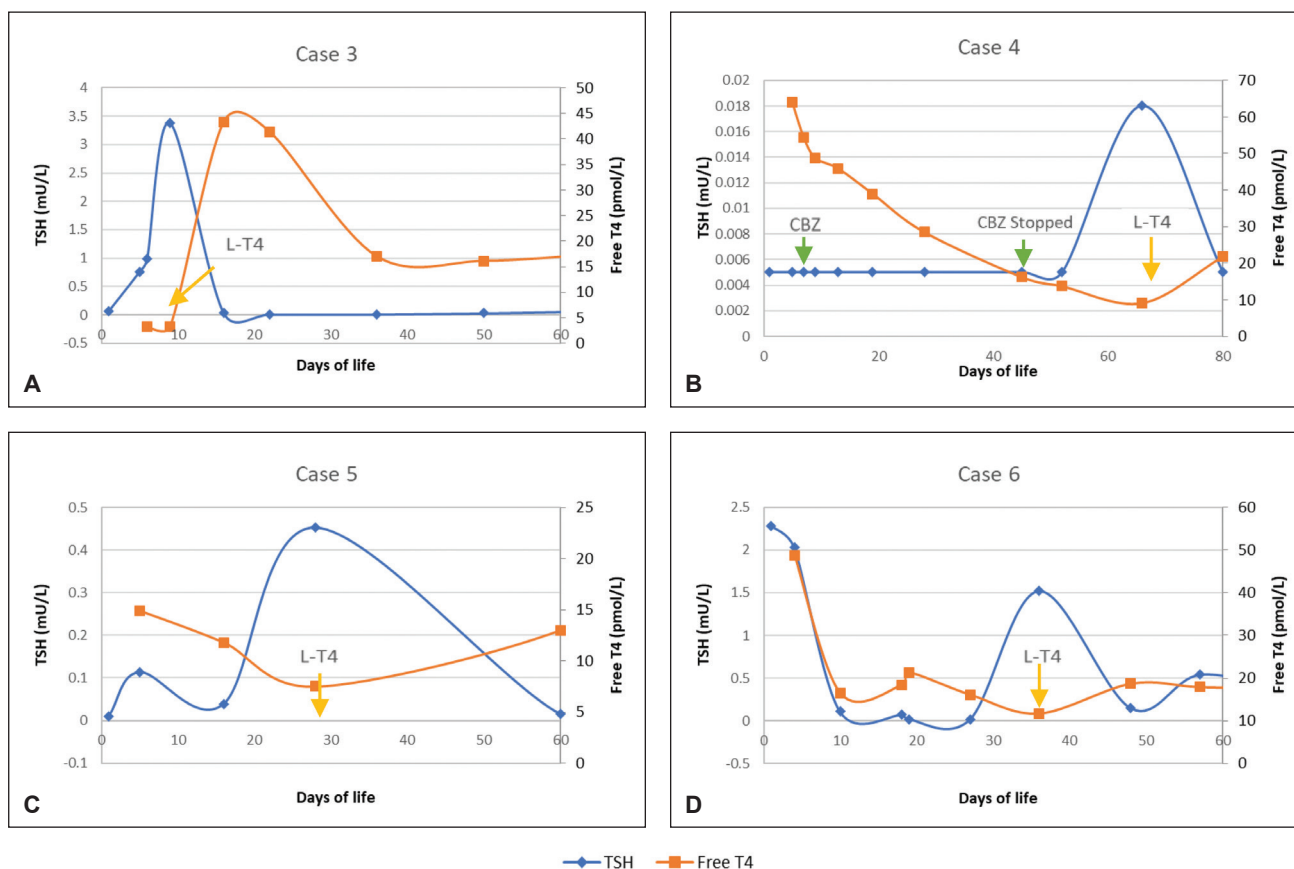 Case 3
4
3.5
3
2.5
2
1.5
1
0.5
0
-0.5
TSH (mU/L)
50
45
40
35
30
25
20
15
10
5
0
Free T4 (pmol/L)
L-T4
0 10 20 30 40 50 60
Days of life
A
Case 4
0.02
0.018
0.016
0.014
0.012
0.01
0.008
0.006
0.004
0.002
0
TSH (mU/L)
70
60
50
40
30
20
10
0
Free T4 (pmol/L)
CBZ
CBZ Stopped
L-T4
0 20 40 60 80
Days of life
B
Case 5
0.5
0.4
0.3
0.2
0.1
0
-0.1
TSH (mU/L)
25
20
15
10
5
0
Free T4 (pmol/L)
L-T4
0 10 20 30 40 50 60
Days of life
C
Case 6
2.5
2
1.5
1
0.5
0
-0.5
TSH (mU/L)
60
50
40
30
20
10
0
Free T4 (pmol/L)
L-T4
0 10 20 30 40 50 60
Days of life
D
TSH Free T4